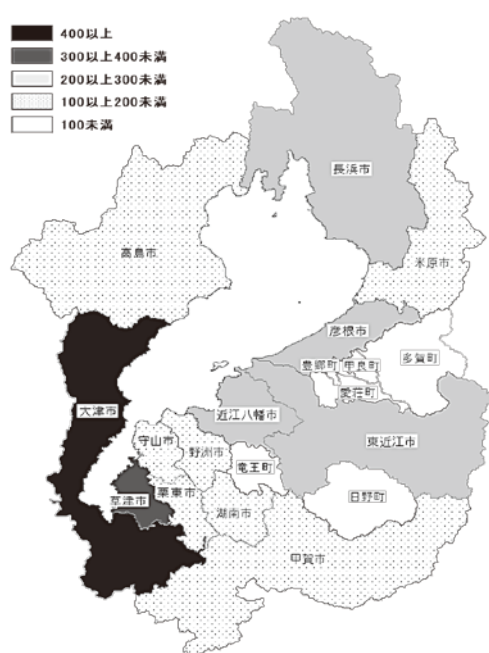 400以上
300以上400未満
200以上300未満
100以上200未満
100未満
長浜市
高島市
米原市
彦根市
豊郷町
甲良町
多賀町
愛荘町
大津市
近江八幡市
東近江市
守山市
野洲市
竜王町
草津市
栗東市
日野町
湖南市
甲賀市